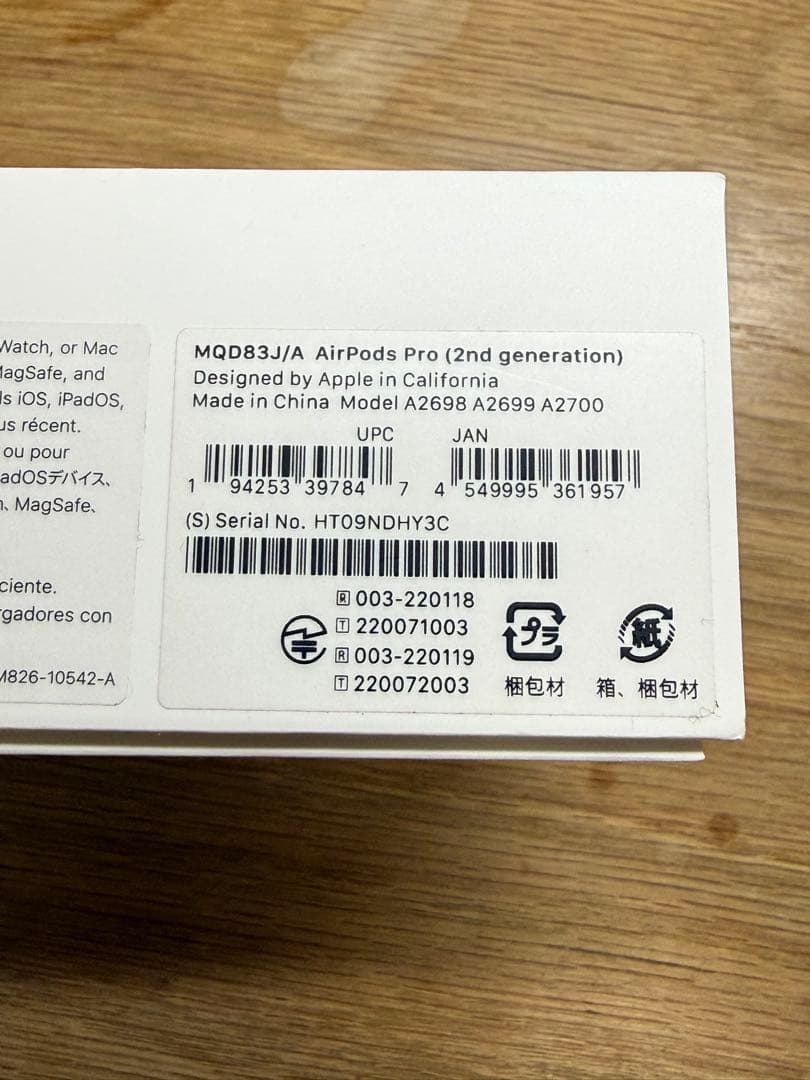 Watch, or Mac
MagSafe, and
iOS, iPadOS,
récent.
ou pour
adOSデバイス、
MagSafe、
ciente.
rgadores con
M826-10542-A
MQD83J/A AirPods Pro (2nd generation)
Designed by Apple in California
Made in China Model A2698 A2699 A2700
UPC JAN
1 94253 39784 7 4 549995 361957
(S) Serial No. HT09NDHY3C
R 003-220118
T 220071003
R 003-220119
T 220072003
プラ 紙
梱包材 箱、梱包材